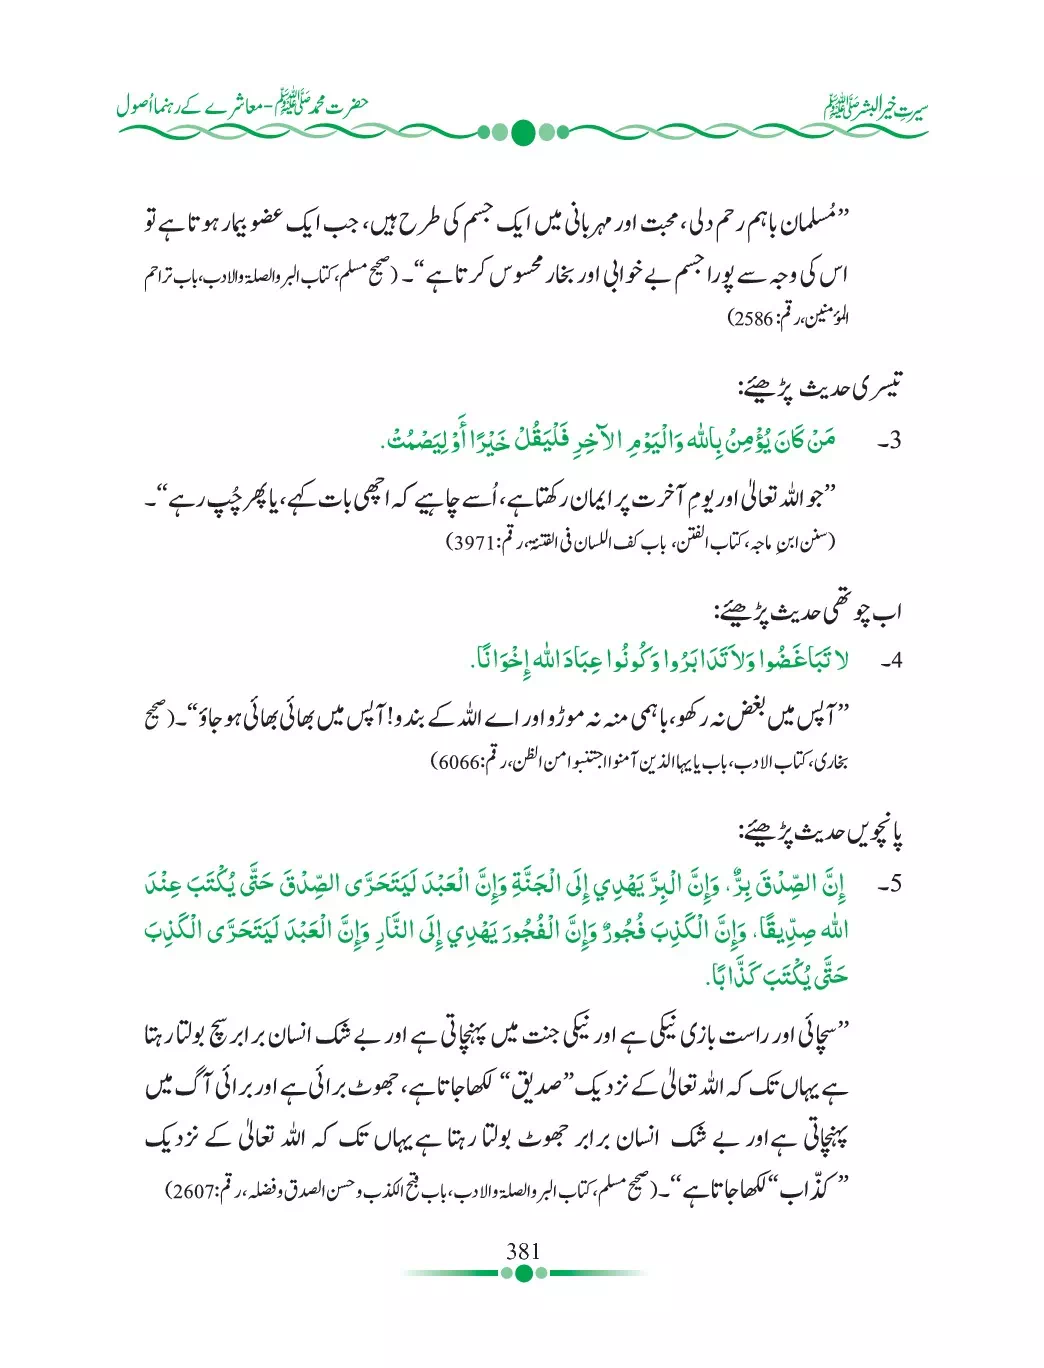 سیرتِ خیر البشر ﷺ
حضرت محمد ﷺ - معاشرے کے رہنما اُصول
”مُسلمان باہم رحم دلی، محبت اور مہربانی میں ایک جسم کی طرح ہیں، جب ایک عضو بیمار ہوتا ہے تو
اس کی وجہ سے پورا جسم بے خوابی اور بخار محسوس کرتا ہے“۔ (صحیح مسلم، کتاب البر والصلۃ والادب، باب تراحم
المؤمنین، رقم: 2586)
تیسری حدیث پڑھیئے:
3۔ مَنْ كَانَ يُؤْمِنُ بِاللّٰه وَالْيَوْمِ الآخِرِ فَلْيَقُلْ خَيْرًا أَوْ لِيَصْمُتْ.
”جو اللہ تعالیٰ اور یومِ آخرت پر ایمان رکھتا ہے، اُسے چاہیے کہ اچھی بات کہے، یا پھر چُپ رہے“۔
(سنن ابنِ ماجہ، کتاب الفتن، باب کف اللسان فی الفتنۃ، رقم: 3971)
اب چوتھی حدیث پڑھیئے:
4۔ لا تَبَاغَضُوا وَلاَ تَدَابَرُوا وَكُونُوا عِبَادَ اللّٰه إِخْوَانًا.
”آپس میں بغض نہ رکھو، باہمی منہ نہ موڑو اور اے اللہ کے بندو! آپس میں بھائی بھائی ہو جاؤ“۔ (صحیح
بخاری، کتاب الادب، باب یا یہا الذین آمنوا اجتنبوا من الظن، رقم: 6066)
پانچویں حدیث پڑھیئے:
5۔ إِنَّ الصِّدْقَ بِرٌّ، وَإِنَّ الْبِرَّ يَهْدِي إِلَى الْجَنَّةِ وَإِنَّ الْعَبْدَ لَيَتَحَرَّى الصِّدْقَ حَتَّى يُكْتَبَ عِنْدَ
اللّٰه صِدِّيقًا، وَإِنَّ الْكَذِبَ فُجُورٌ وَإِنَّ الْفُجُورَ يَهْدِي إِلَى النَّارِ وَإِنَّ الْعَبْدَ لَيَتَحَرَّى الْكَذِبَ
حَتَّى يُكْتَبَ كَذَّابًا.
”سچائی اور راست بازی نیکی ہے اور نیکی جنت میں پہنچاتی ہے اور بے شک انسان برابر سچ بولتا رہتا
ہے یہاں تک کہ اللہ تعالیٰ کے نزدیک ”صدیق“ لکھا جاتا ہے، جھوٹ برائی ہے اور برائی آگ میں
پہنچاتی ہے اور بے شک انسان برابر جھوٹ بولتا رہتا ہے یہاں تک کہ اللہ تعالیٰ کے نزدیک
”کذّاب“ لکھا جاتا ہے“۔ (صحیح مسلم، کتاب البر والصلۃ والادب، باب قبح الکذب وحسن الصدق وفضلہ، رقم: 2607)
381